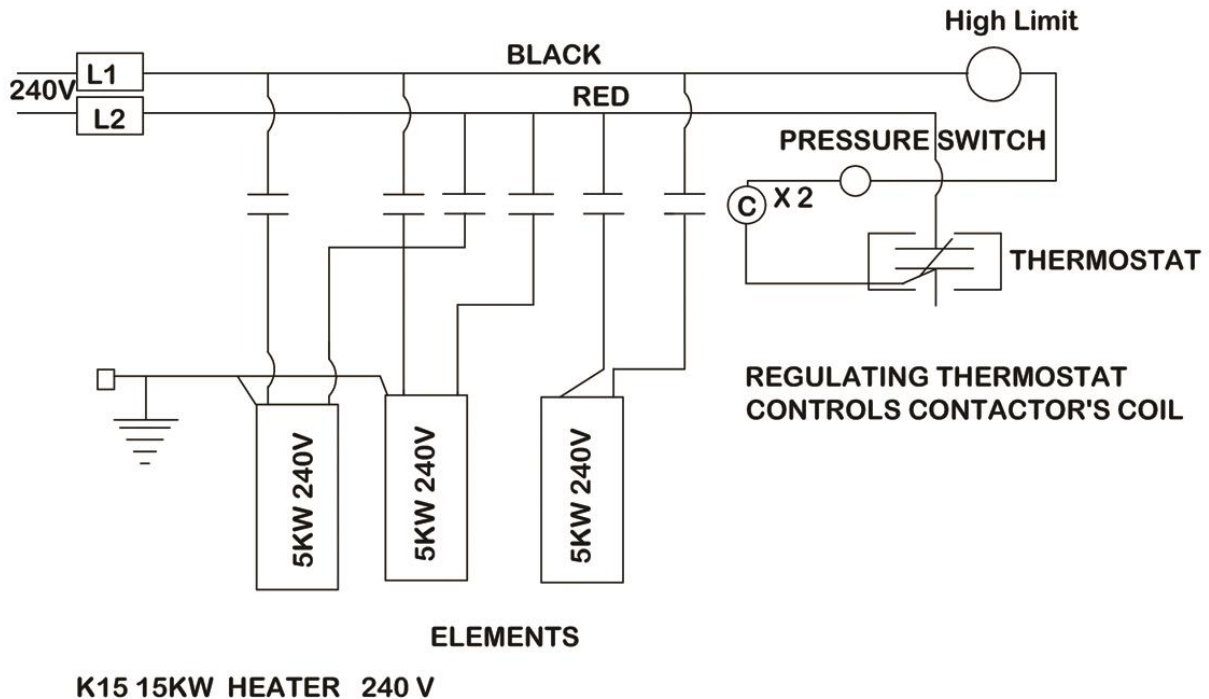 High Limit
BLACK
L1
240V
RED
L2
PRESSURE SWITCH
C
X 2
THERMOSTAT
REGULATING THERMOSTAT
CONTROLS CONTACTOR'S COIL
5KW 240V
5KW 240V
5KW 240V
ELEMENTS
K15 15KW HEATER 240 V